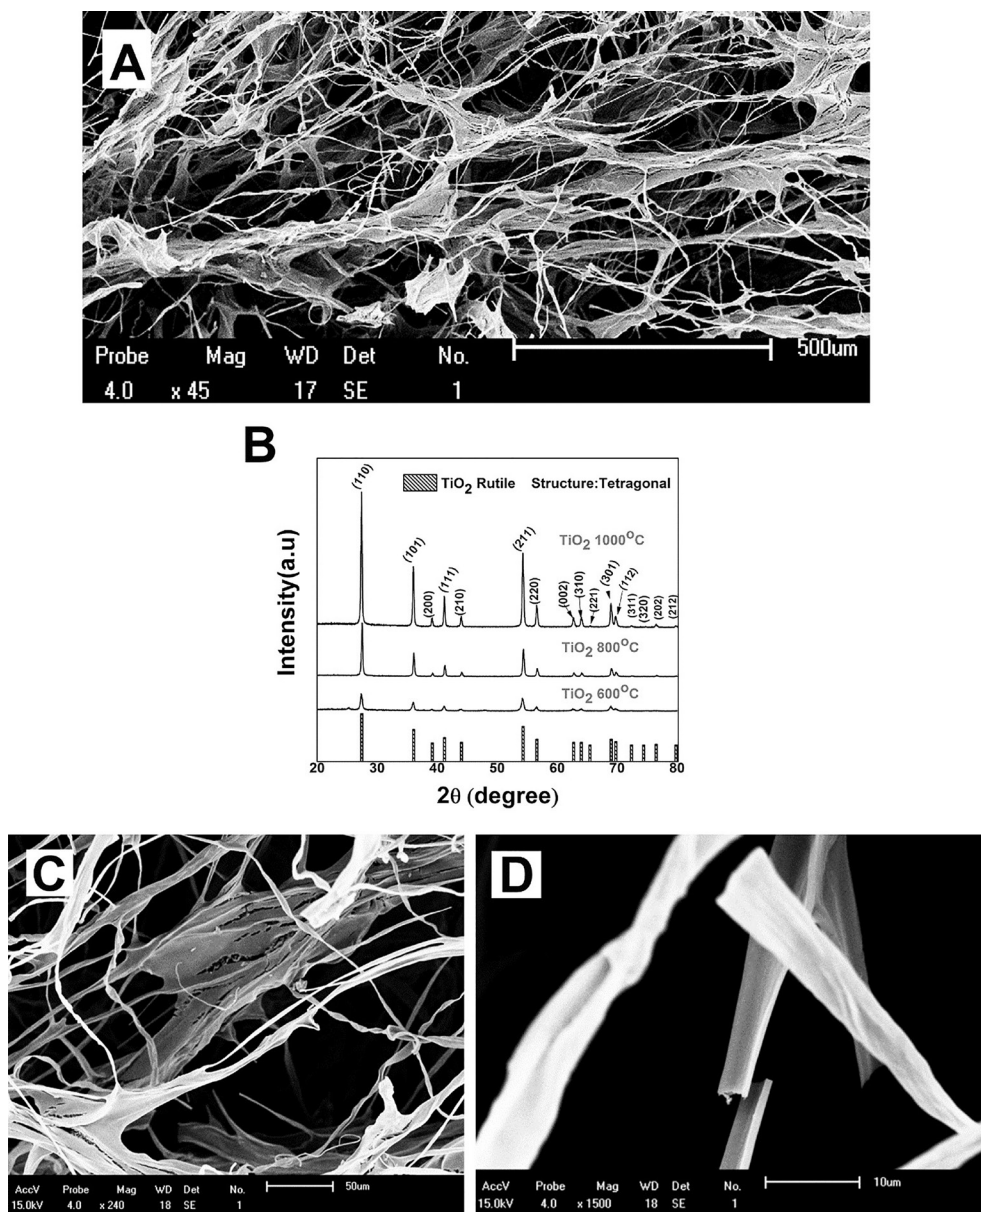 A
Probe Mag WD Det No. 500um
4.0 x 45 17 SE 1
B
TiO2 Rutile Structure:Tetragonal
(110)
(101)
(200)
(111)
(210)
(211)
(220)
(002)
(310)
(221)
(301)
(112)
(311)
(320)
(202)
(212)
TiO2 1000°C
TiO2 800°C
TiO2 600°C
Intensity(a.u)
20 30 40 50 60 70 80
2θ (degree)
C
AccV Probe Mag WD Det No. 50um
15.0kV 4.0 x 240 18 SE 1
D
AccV Probe Mag WD Det No. 10um
15.0kV 4.0 x 1500 18 SE 1